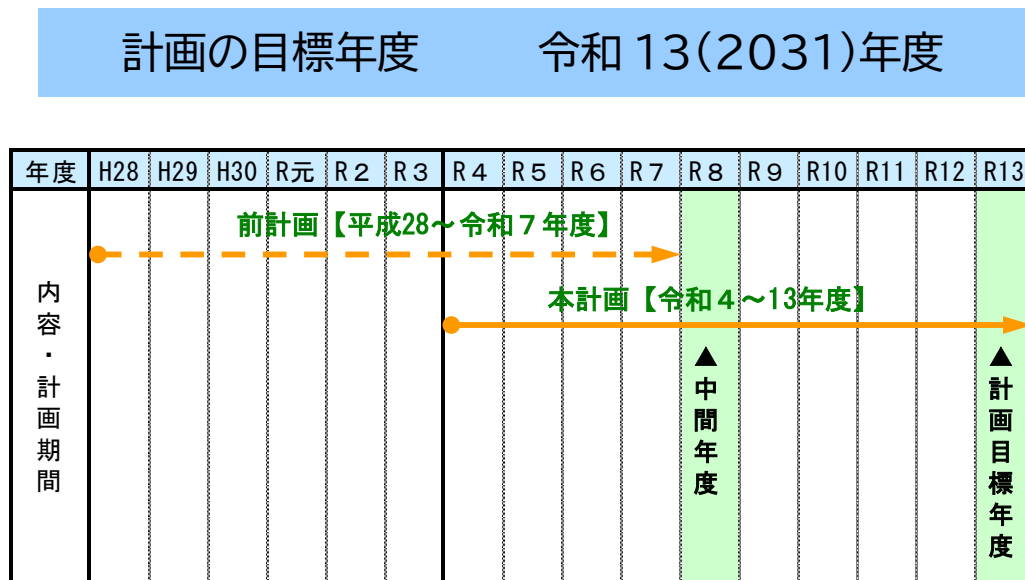 計画の目標年度 令和13(2031)年度
年度 H28 H29 H30 R元 R2 R3 R4 R5 R6 R7 R8 R9 R10 R11 R12 R13
前計画【平成28～令和7年度】
本計画【令和4～13年度】
内容・計画期間
▲中間年度
▲計画目標年度